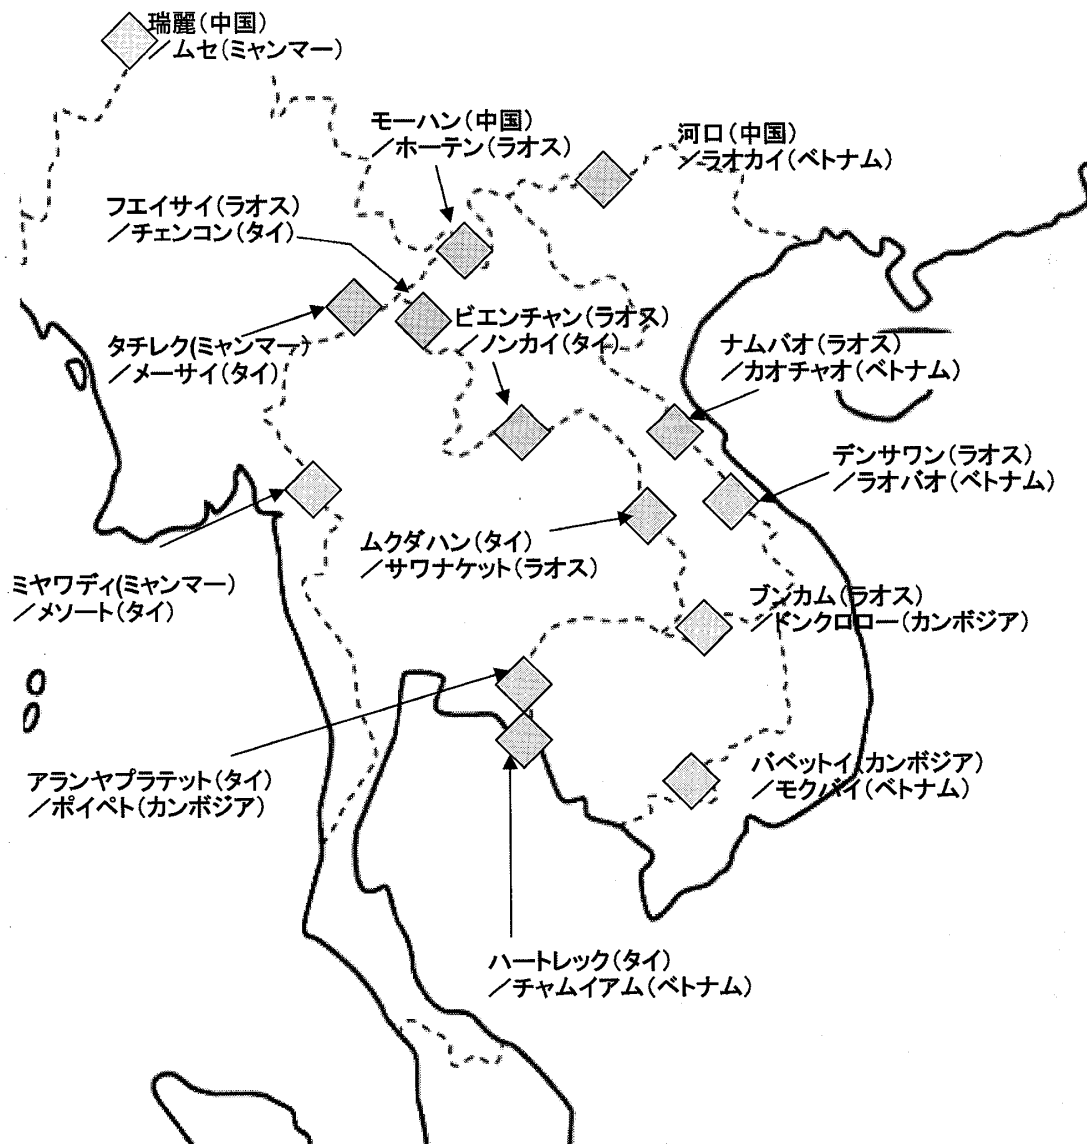 瑞麗(中国)
／ムセ(ミャンマー)
モーハン(中国)
／ホーテン(ラオス)
河口(中国)
／ラオカイ(ベトナム)
フエイサイ(ラオス)
／チェンコン(タイ)
ビエンチャン(ラオス)
／ノンカイ(タイ)
タチレク(ミャンマー)
／メーサイ(タイ)
ナムバオ(ラオス)
／カオチャオ(ベトナム)
デンサワン(ラオス)
／ラオバオ(ベトナム)
ムクダハン(タイ)
／サワナケット(ラオス)
ミヤワディ(ミャンマー)
／メソート(タイ)
ブンカム(ラオス)
／ドンクロロー(カンボジア)
アランヤプラテット(タイ)
／ポイペト(カンボジア)
バベットイ(カンボジア)
／モクバイ(ベトナム)
ハートレック(タイ)
／チャムイアム(ベトナム)